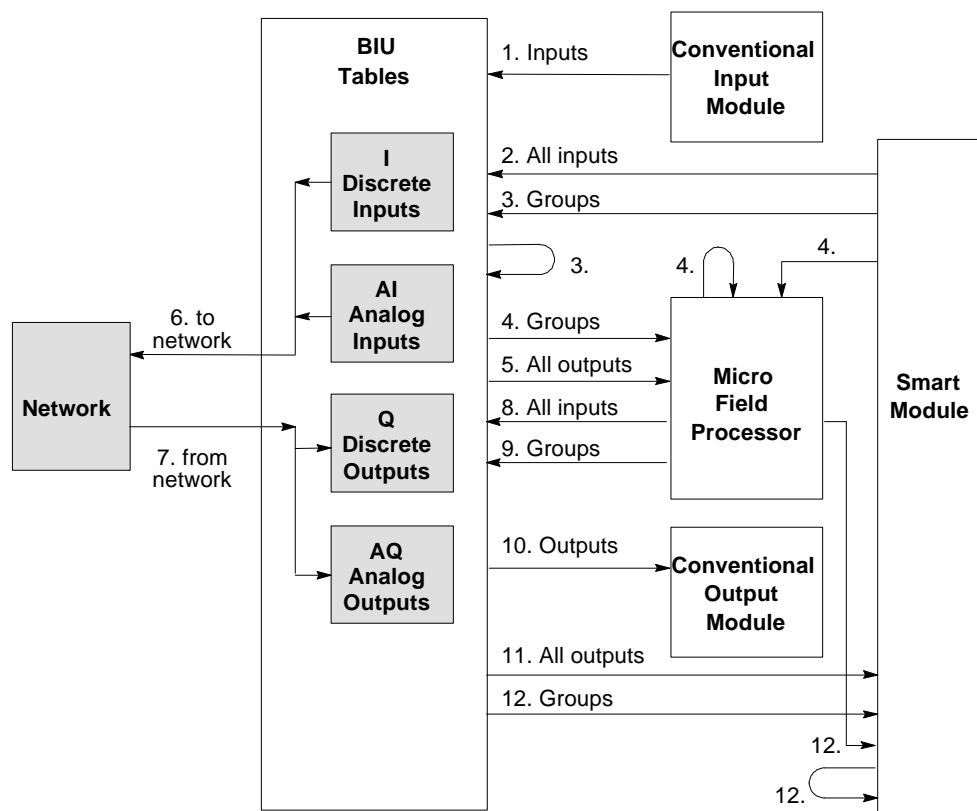 BIU
Tables
1. Inputs
Conventional
Input
Module
I
Discrete
Inputs
2. All inputs
3. Groups
3.
4.
4.
AI
Analog
Inputs
6. to
network
4. Groups
5. All outputs
8. All inputs
9. Groups
Micro
Field
Processor
Smart
Module
Network
7. from
network
Q
Discrete
Outputs
AQ
Analog
Outputs
10. Outputs
Conventional
Output
Module
11. All outputs
12. Groups
12.
12.